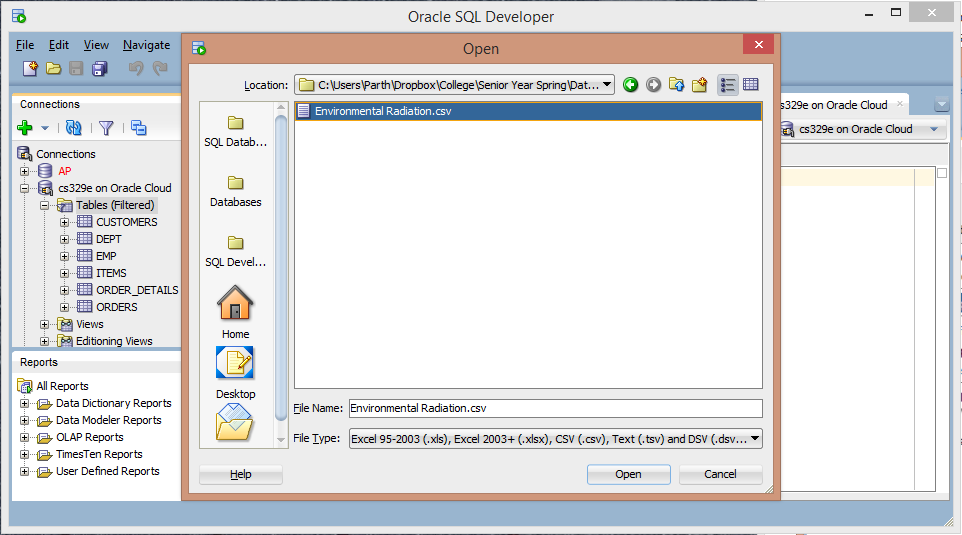 Oracle SQL Developer
File Edit View Navigate
Open
Location: C:\Users\Parth\Dropbox\College\Senior Year Spring\Dat...
Connections
Connections
AP
cs329e on Oracle Cloud
Tables (Filtered)
CUSTOMERS
DEPT
EMP
ITEMS
ORDER_DETAILS
ORDERS
Views
Editioning Views
Reports
All Reports
Data Dictionary Reports
Data Modeler Reports
OLAP Reports
TimesTen Reports
User Defined Reports
SQL Datab...
Databases
SQL Devel...
Home
Desktop
Environmental Radiation.csv
File Name: Environmental Radiation.csv
File Type: Excel 95-2003 (.xls), Excel 2003+ (.xlsx), CSV (.csv), Text (.tsv) and DSV (.dsv...
Help Open Cancel
s329e on Oracle Cloud
cs329e on Oracle Cloud